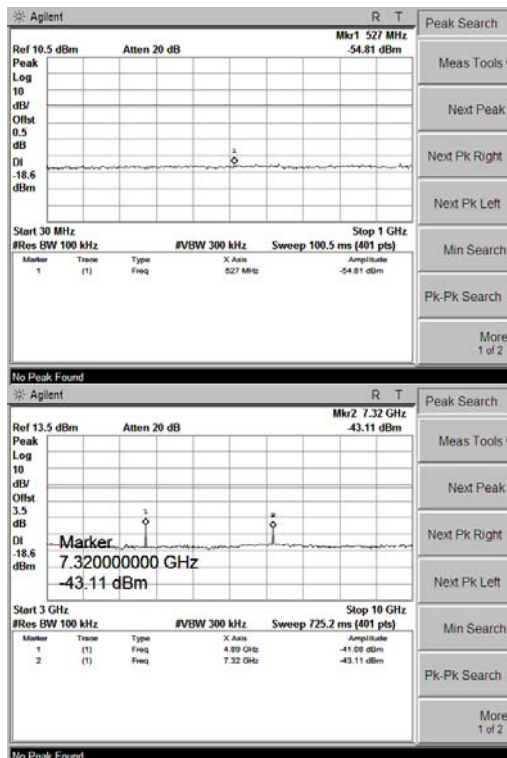 Agilent R T
Peak Search
Mkr1 527 MHz
Ref 10.5 dBm Atten 20 dB -54.81 dBm
Peak
Log
10
dB/
Offst
0.5
dB
DI
-18.6
dBm
1
Start 30 MHz Stop 1 GHz
#Res BW 100 kHz #VBW 300 kHz Sweep 100.5 ms (401 pts)
Marker Trace Type X Axis Amplitude
1 (1) Freq 527 MHz -54.81 dBm
No Peak Found
Meas Tools
Next Peak
Next Pk Right
Next Pk Left
Min Search
Pk-Pk Search
More
1 of 2
Agilent R T
Peak Search
Mkr2 7.32 GHz
Ref 13.5 dBm Atten 20 dB -43.11 dBm
Peak
Log
10
dB/
Offst
3.5
dB
DI
-18.6
dBm
1 2
Marker
7.320000000 GHz
-43.11 dBm
Start 3 GHz Stop 10 GHz
#Res BW 100 kHz #VBW 300 kHz Sweep 725.2 ms (401 pts)
Marker Trace Type X Axis Amplitude
1 (1) Freq 4.89 GHz -41.08 dBm
2 (1) Freq 7.32 GHz -43.11 dBm
No Peak Found
Meas Tools
Next Peak
Next Pk Right
Next Pk Left
Min Search
Pk-Pk Search
More
1 of 2